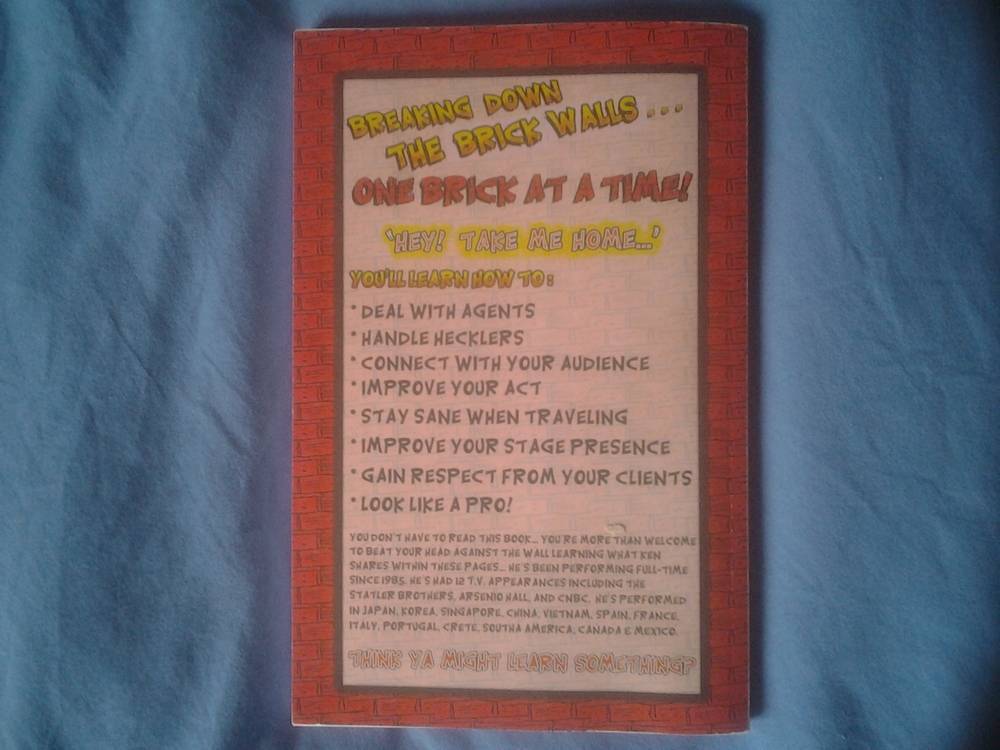 BREAKING DOWN
THE BRICK WALLS . . .
ONE BRICK AT A TIME!
'HEY! TAKE ME HOME...'
YOU'LL LEARN HOW TO:
* DEAL WITH AGENTS
* HANDLE HECKLERS
* CONNECT WITH YOUR AUDIENCE
* IMPROVE YOUR ACT
* STAY SANE WHEN TRAVELING
* IMPROVE YOUR STAGE PRESENCE
* GAIN RESPECT FROM YOUR CLIENTS
* LOOK LIKE A PRO!
YOU DON'T HAVE TO READ THIS BOOK... YOU'RE MORE THAN WELCOME
TO BEAT YOUR HEAD AGAINST THE WALL LEARNING WHAT KEN
SHARES WITHIN THESE PAGES... HE'S BEEN PERFORMING FULL-TIME
SINCE 1985. HE'S HAD 12 T.V. APPEARANCES INCLUDING THE
STATLER BROTHERS, ARSENIO HALL, AND CNBC. HE'S PERFORMED
IN JAPAN, KOREA, SINGAPORE, CHINA, VIETNAM, SPAIN, FRANCE,
ITALY, PORTUGAL, CRETE, SOUTHA AMERICA, CANADA & MEXICO.
THINK YA MIGHT LEARN SOMETHING?